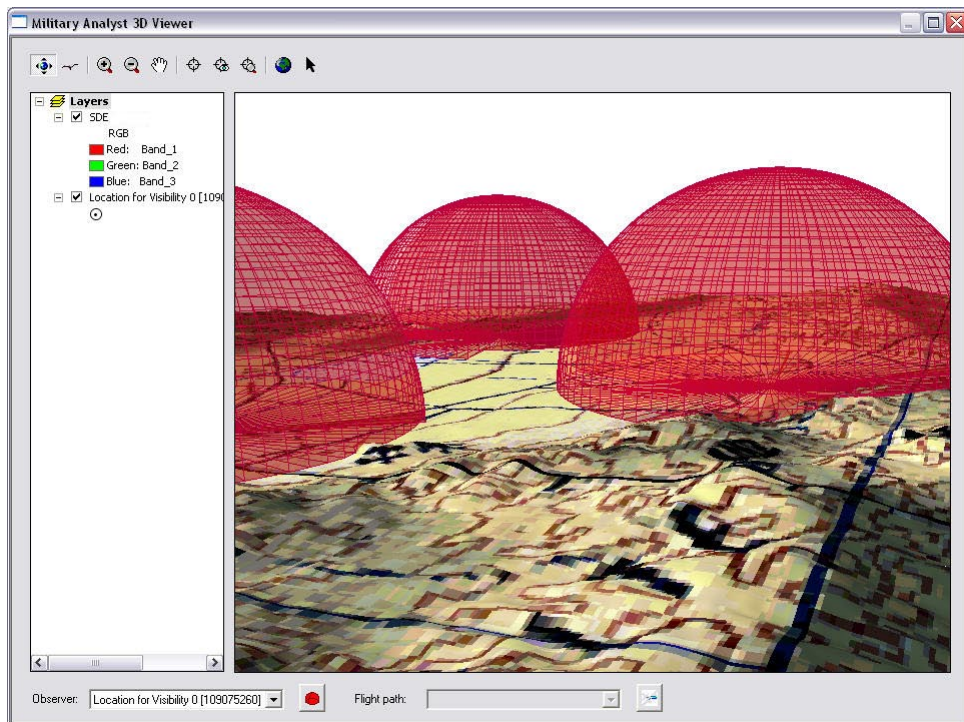 Military Analyst 3D Viewer
Layers
SDE
RGB
Red: Band_1
Green: Band_2
Blue: Band_3
Location for Visibility 0 [109
Observer: Location for Visibility 0 [109075260] Flight path: